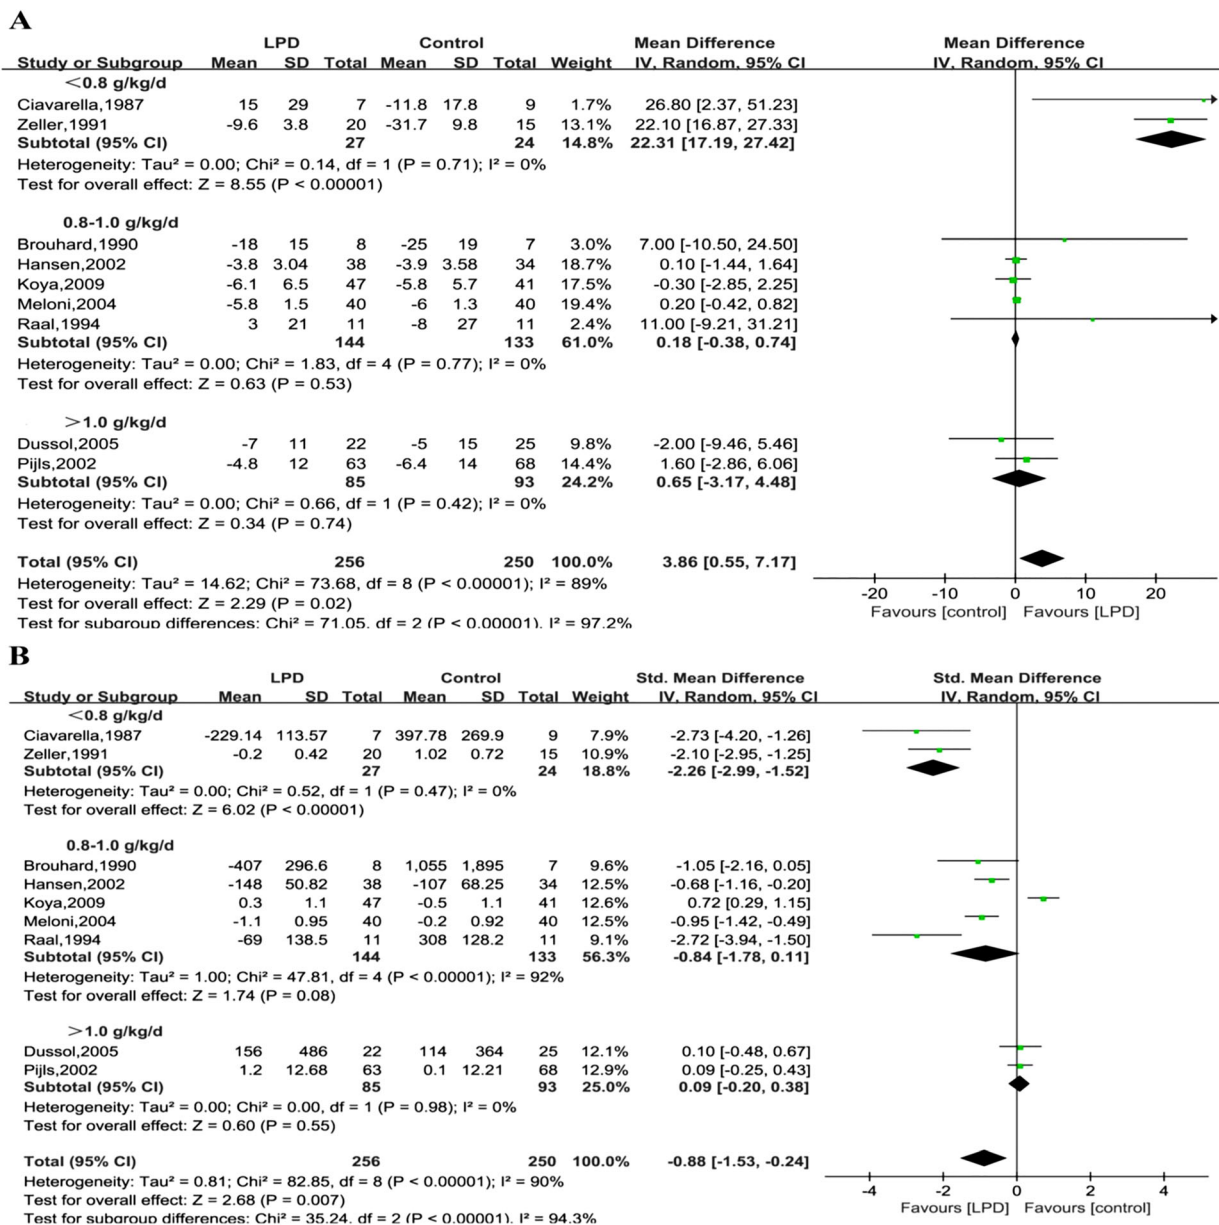 A
LPD Control Mean Difference Mean Difference
Study or Subgroup Mean SD Total Mean SD Total Weight IV, Random, 95% CI IV, Random, 95% CI
<0.8 g/kg/d
Ciavarella,1987 15 29 7 -11.8 17.8 9 1.7% 26.80 [2.37, 51.23]
Zeller,1991 -9.6 3.8 20 -31.7 9.8 15 13.1% 22.10 [16.87, 27.33]
Subtotal (95% CI) 27 24 14.8% 22.31 [17.19, 27.42]
Heterogeneity: Tau² = 0.00; Chi² = 0.14, df = 1 (P = 0.71); I² = 0%
Test for overall effect: Z = 8.55 (P < 0.00001)
0.8-1.0 g/kg/d
Brouhard,1990 -18 15 8 -25 19 7 3.0% 7.00 [-10.50, 24.50]
Hansen,2002 -3.8 3.04 38 -3.9 3.58 34 18.7% 0.10 [-1.44, 1.64]
Koya,2009 -6.1 6.5 47 -5.8 5.7 41 17.5% -0.30 [-2.85, 2.25]
Meloni,2004 -5.8 1.5 40 -6 1.3 40 19.4% 0.20 [-0.42, 0.82]
Raal,1994 3 21 11 -8 27 11 2.4% 11.00 [-9.21, 31.21]
Subtotal (95% CI) 144 133 61.0% 0.18 [-0.38, 0.74]
Heterogeneity: Tau² = 0.00; Chi² = 1.83, df = 4 (P = 0.77); I² = 0%
Test for overall effect: Z = 0.63 (P = 0.53)
>1.0 g/kg/d
Dussol,2005 -7 11 22 -5 15 25 9.8% -2.00 [-9.46, 5.46]
Pijls,2002 -4.8 12 63 -6.4 14 68 14.4% 1.60 [-2.86, 6.06]
Subtotal (95% CI) 85 93 24.2% 0.65 [-3.17, 4.48]
Heterogeneity: Tau² = 0.00; Chi² = 0.66, df = 1 (P = 0.42); I² = 0%
Test for overall effect: Z = 0.34 (P = 0.74)
Total (95% CI) 256 250 100.0% 3.86 [0.55, 7.17]
Heterogeneity: Tau² = 14.62; Chi² = 73.68, df = 8 (P < 0.00001); I² = 89%
Test for overall effect: Z = 2.29 (P = 0.02)
Test for subgroup differences: Chi² = 71.05. df = 2 (P < 0.00001). I² = 97.2%
-20 -10 0 10 20
Favours [control] Favours [LPD]
B
LPD Control Std. Mean Difference Std. Mean Difference
Study or Subgroup Mean SD Total Mean SD Total Weight IV, Random, 95% CI IV, Random, 95% CI
<0.8 g/kg/d
Ciavarella,1987 -229.14 113.57 7 397.78 269.9 9 7.9% -2.73 [-4.20, -1.26]
Zeller,1991 -0.2 0.42 20 1.02 0.72 15 10.9% -2.10 [-2.95, -1.25]
Subtotal (95% CI) 27 24 18.8% -2.26 [-2.99, -1.52]
Heterogeneity: Tau² = 0.00; Chi² = 0.52, df = 1 (P = 0.47); I² = 0%
Test for overall effect: Z = 6.02 (P < 0.00001)
0.8-1.0 g/kg/d
Brouhard,1990 -407 296.6 8 1,055 1,895 7 9.6% -1.05 [-2.16, 0.05]
Hansen,2002 -148 50.82 38 -107 68.25 34 12.5% -0.68 [-1.16, -0.20]
Koya,2009 0.3 1.1 47 -0.5 1.1 41 12.6% 0.72 [0.29, 1.15]
Meloni,2004 -1.1 0.95 40 -0.2 0.92 40 12.5% -0.95 [-1.42, -0.49]
Raal,1994 -69 138.5 11 308 128.2 11 9.1% -2.72 [-3.94, -1.50]
Subtotal (95% CI) 144 133 56.3% -0.84 [-1.78, 0.11]
Heterogeneity: Tau² = 1.00; Chi² = 47.81, df = 4 (P < 0.00001); I² = 92%
Test for overall effect: Z = 1.74 (P = 0.08)
>1.0 g/kg/d
Dussol,2005 156 486 22 114 364 25 12.1% 0.10 [-0.48, 0.67]
Pijls,2002 1.2 12.68 63 0.1 12.21 68 12.9% 0.09 [-0.25, 0.43]
Subtotal (95% CI) 85 93 25.0% 0.09 [-0.20, 0.38]
Heterogeneity: Tau² = 0.00; Chi² = 0.00, df = 1 (P = 0.98); I² = 0%
Test for overall effect: Z = 0.60 (P = 0.55)
Total (95% CI) 256 250 100.0% -0.88 [-1.53, -0.24]
Heterogeneity: Tau² = 0.81; Chi² = 82.85, df = 8 (P < 0.00001); I² = 90%
Test for overall effect: Z = 2.68 (P = 0.007)
Test for subgroup differences: Chi² = 35.24. df = 2 (P < 0.00001). I² = 94.3%
-4 -2 0 2 4
Favours [LPD] Favours [control]